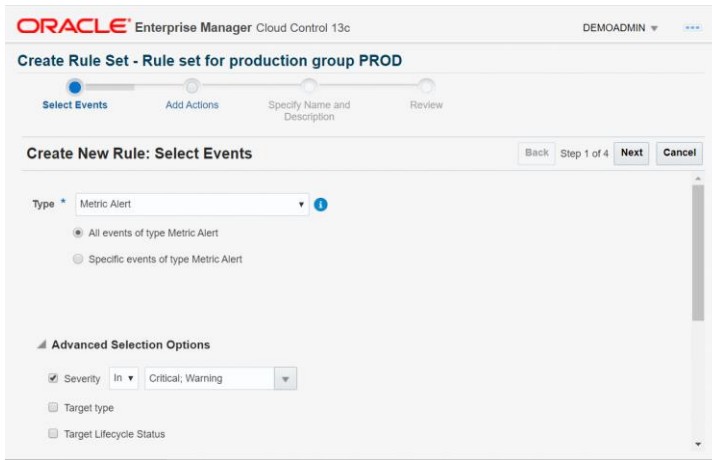 ORACLE Enterprise Manager Cloud Control 13c
DEMOADMIN
Create Rule Set - Rule set for production group PROD
Select Events
Add Actions
Specify Name and
Description
Review
Create New Rule: Select Events
Back Step 1 of 4 Next Cancel
Type * Metric Alert
All events of type Metric Alert
Specific events of type Metric Alert
Advanced Selection Options
Severity In Critical; Warning
Target type
Target Lifecycle Status